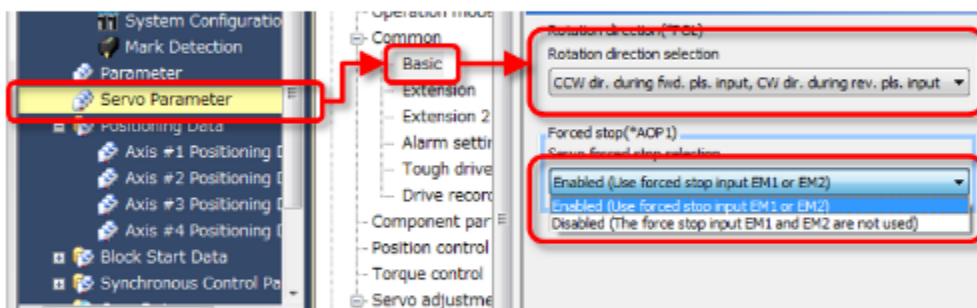 System Configuratio
Mark Detection
Parameter
Servo Parameter
Positioning Data
Axis #1 Positioning D
Axis #2 Positioning D
Axis #3 Positioning D
Axis #4 Positioning D
Block Start Data
Synchronous Control Pa
Operation mode
Common
Basic
Extension
Extension 2
Alarm settin
Tough drive
Drive record
Component par
Position control
Torque control
Servo adjustme
Rotation direction(*POL)
Rotation direction selection
CCW dir. during fwd. pls. input, CW dir. during rev. pls. input
Forced stop(*AOP1)
Servo forced stop selection
Enabled (Use forced stop input EM1 or EM2)
Enabled (Use forced stop input EM1 or EM2)
Disabled (The force stop input EM1 and EM2 are not used)